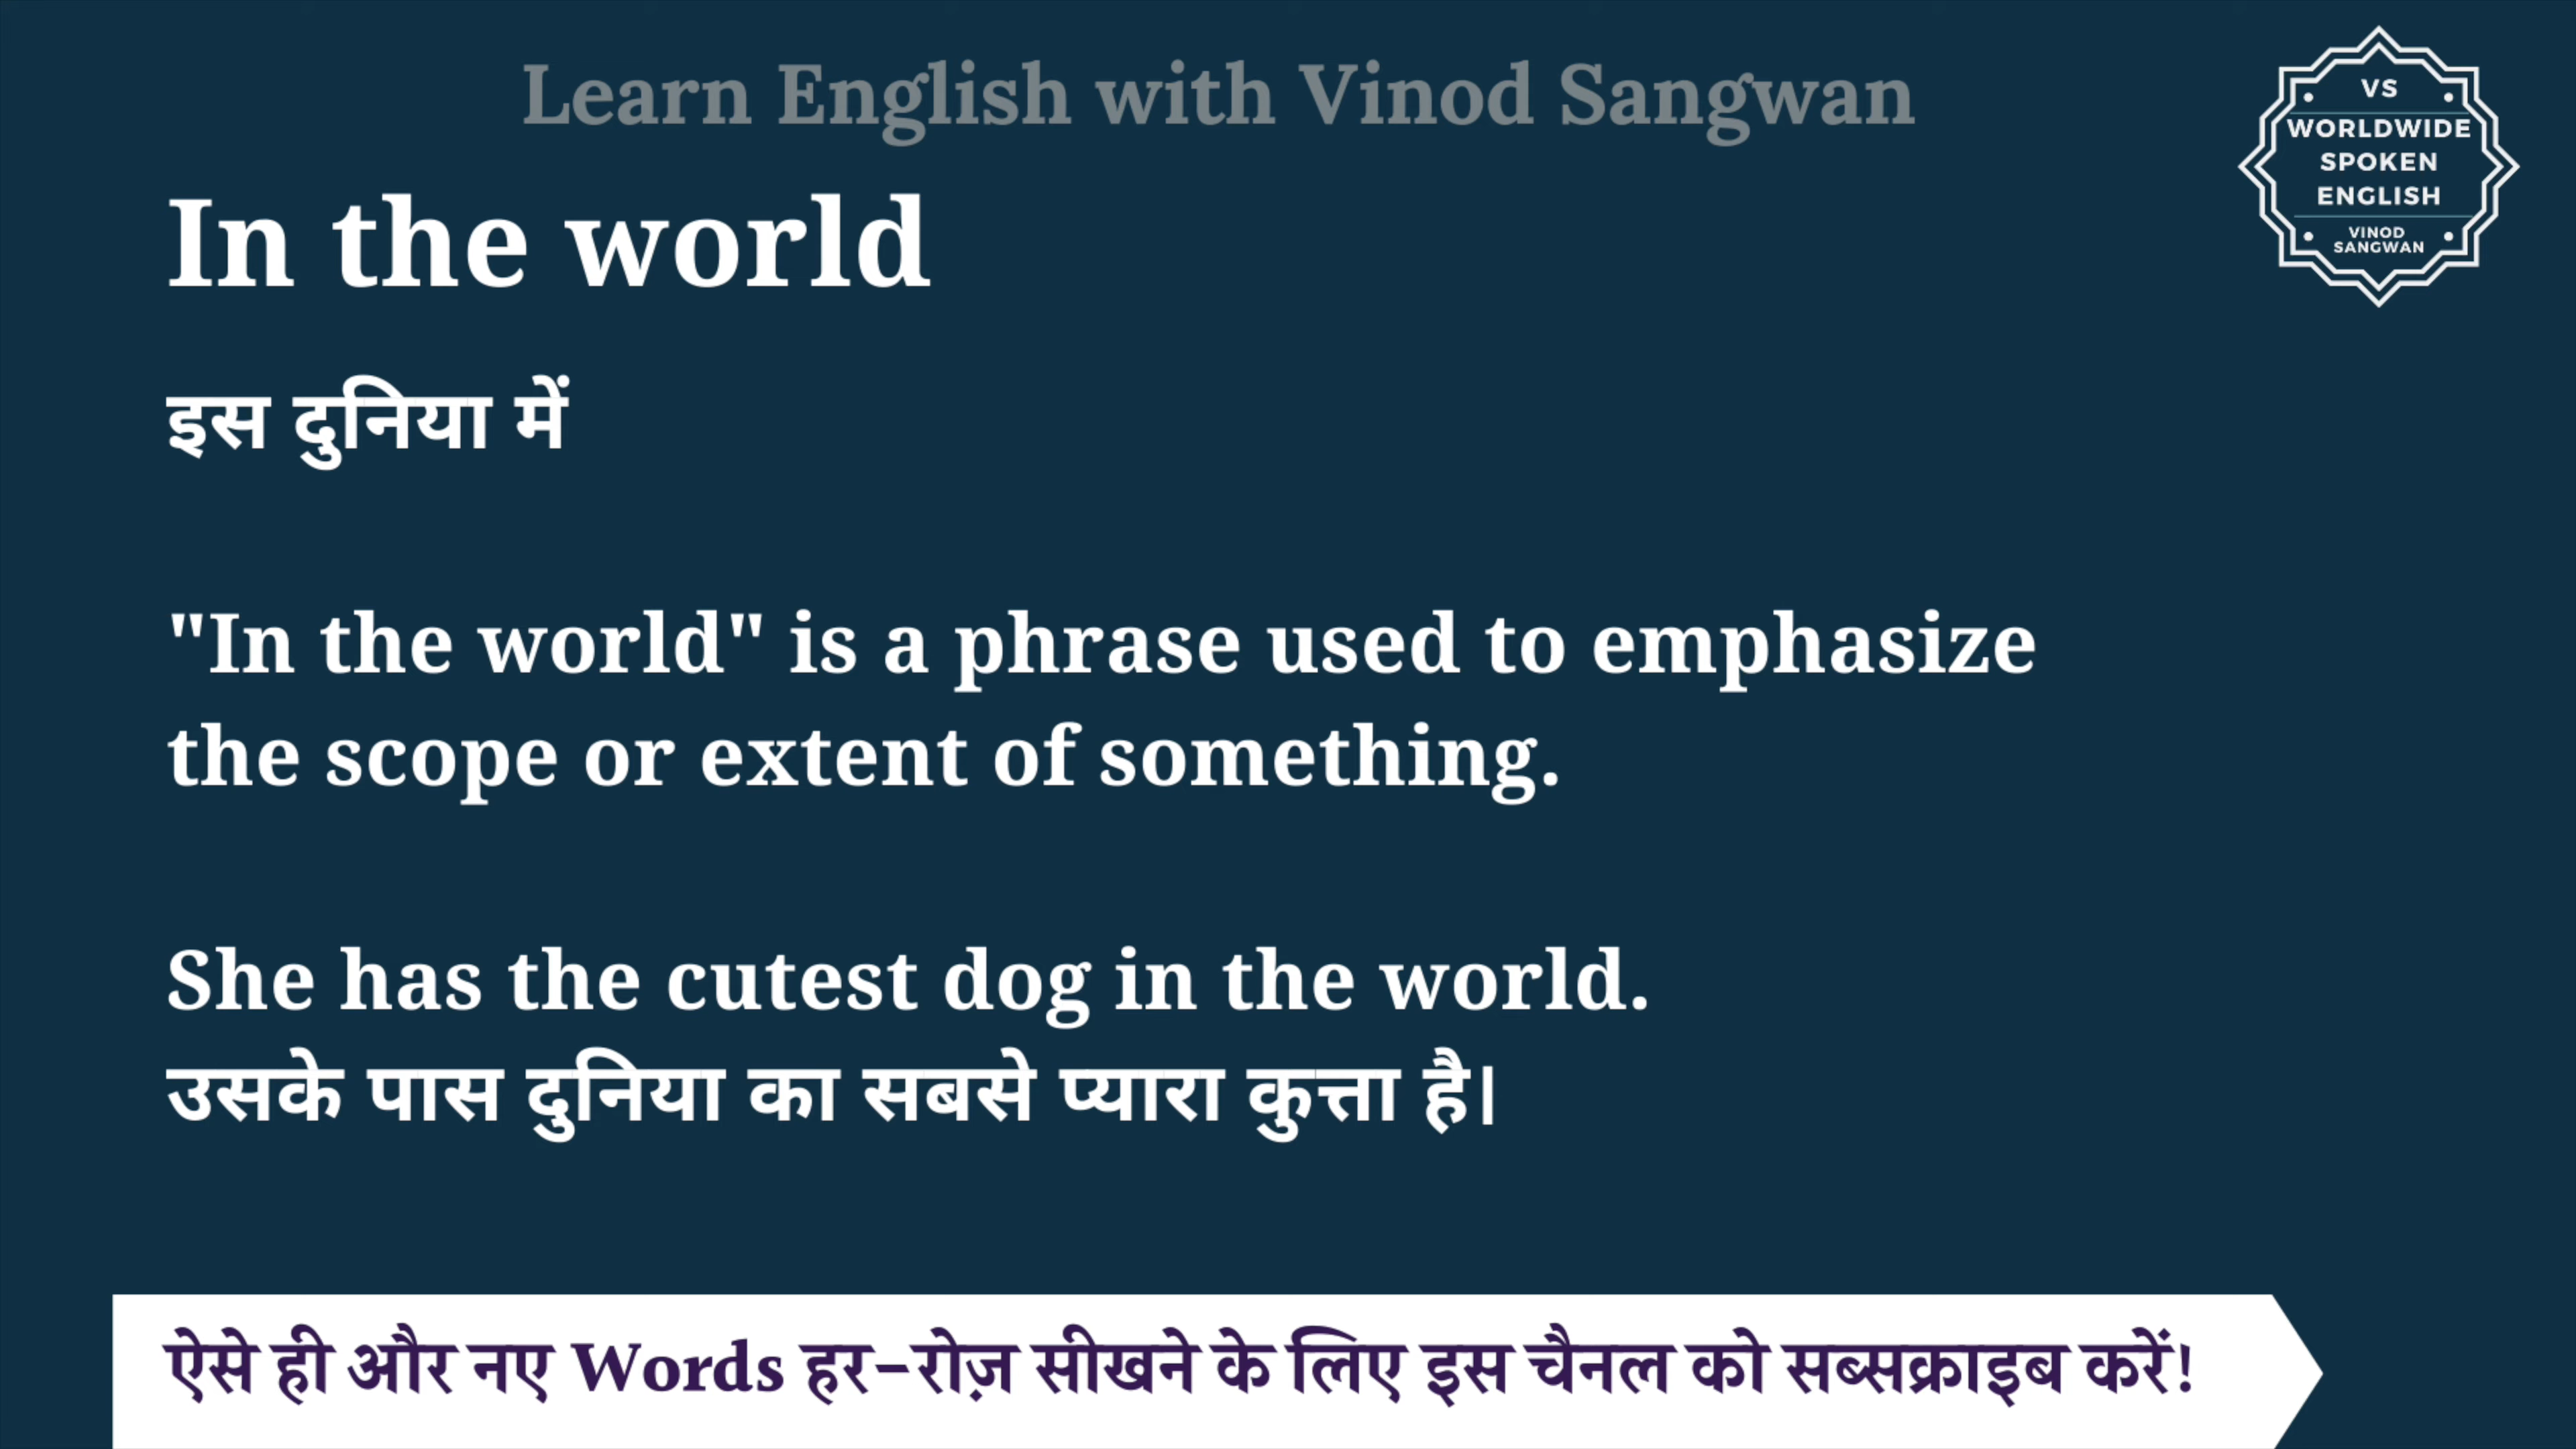 Learn English with Vinod Sangwan
VS
WORLDWIDE
SPOKEN
ENGLISH
VINOD
SANGWAN
In the world
इस दुनिया में
"In the world" is a phrase used to emphasize
the scope or extent of something.
She has the cutest dog in the world.
उसके पास दुनिया का सबसे प्यारा कुत्ता है।
ऐसे ही और नए Words हर-रोज़ सीखने के लिए इस चैनल को सब्सक्राइब करें!